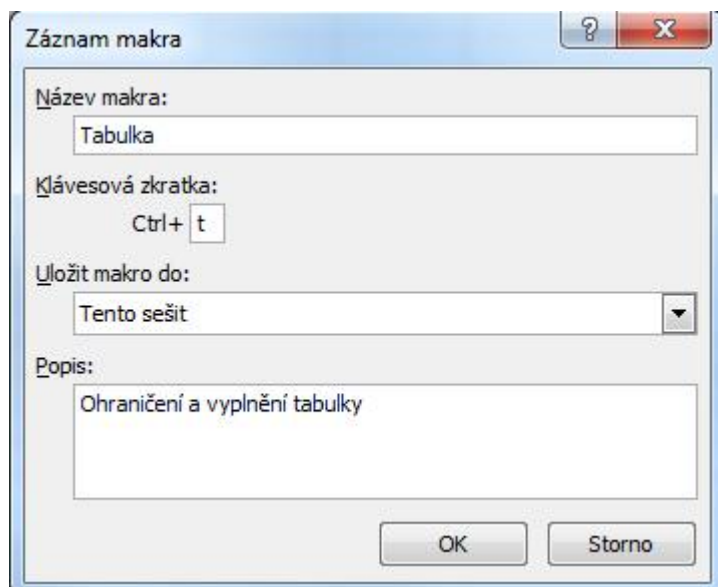 Záznam makra
Název makra:
Tabulka
Klávesová zkratka:
Ctrl+ t
Uložit makro do:
Tento sešit
Popis:
Ohraničení a vyplnění tabulky
OK Storno